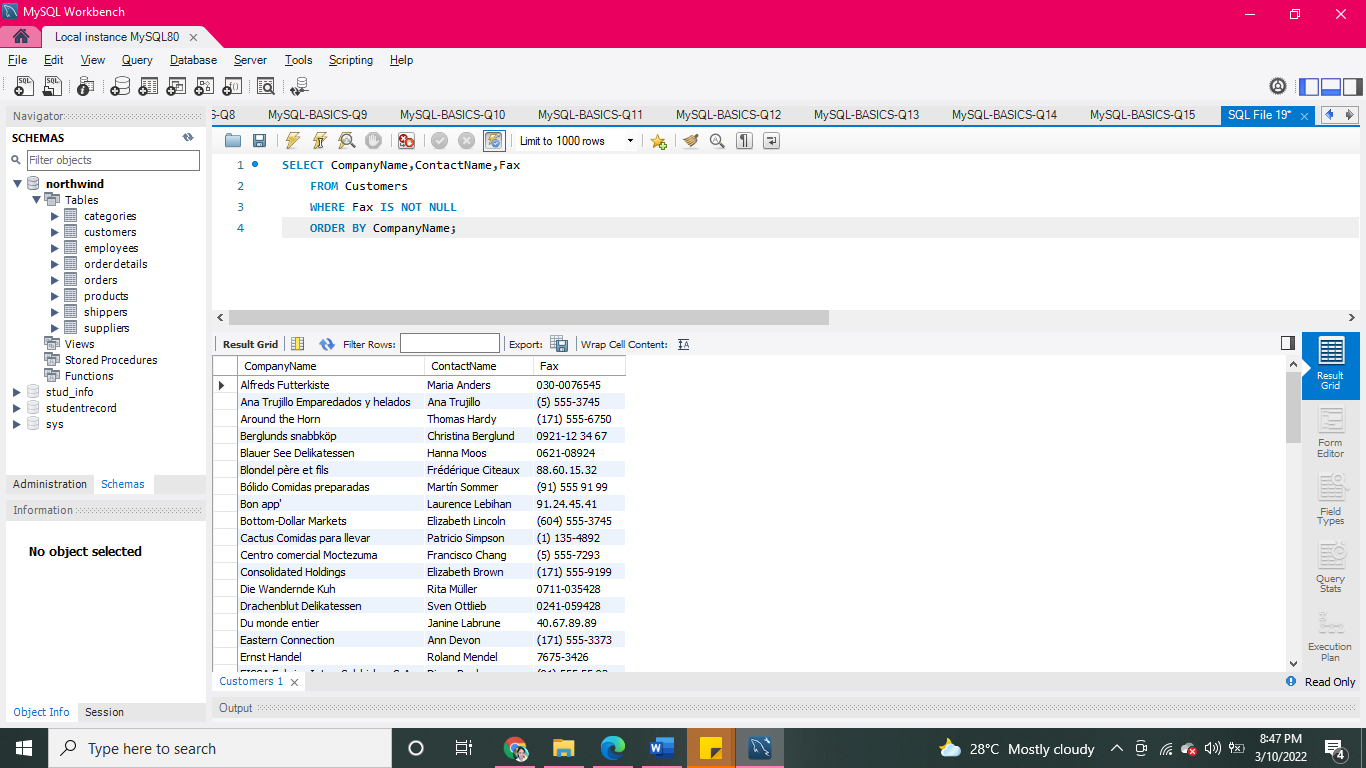 MySQL Workbench
Local instance MySQL80
File Edit View Query Database Server Tools Scripting Help
Navigator
SCHEMAS
Filter objects
northwind
Tables
categories
customers
employees
orderdetails
orders
products
shippers
suppliers
Views
Stored Procedures
Functions
stud_info
studentrecord
sys
Administration Schemas
Information
No object selected
Object Info Session
S-Q8 MySQL-BASICS-Q9 MySQL-BASICS-Q10 MySQL-BASICS-Q11 MySQL-BASICS-Q12 MySQL-BASICS-Q13 MySQL-BASICS-Q14 MySQL-BASICS-Q15 SQL File 19*
Limit to 1000 rows
1 SELECT CompanyName,ContactName,Fax
2 FROM Customers
3 WHERE Fax IS NOT NULL
4 ORDER BY CompanyName;
Result Grid Filter Rows: Export: Wrap Cell Content:
CompanyName ContactName Fax
Alfreds Futterkiste Maria Anders 030-0076545
Ana Trujillo Emparedados y helados Ana Trujillo (5) 555-3745
Around the Horn Thomas Hardy (171) 555-6750
Berglunds snabbköp Christina Berglund 0921-12 34 67
Blauer See Delikatessen Hanna Moos 0621-08924
Blondel père et fils Frédérique Citeaux 88.60.15.32
Bólido Comidas preparadas Martín Sommer (91) 555 91 99
Bon app' Laurence Lebihan 91.24.45.41
Bottom-Dollar Markets Elizabeth Lincoln (604) 555-3745
Cactus Comidas para llevar Patricio Simpson (1) 135-4892
Centro comercial Moctezuma Francisco Chang (5) 555-7293
Consolidated Holdings Elizabeth Brown (171) 555-9199
Die Wandernde Kuh Rita Müller 0711-035428
Drachenblut Delikatessen Sven Ottlieb 0241-059428
Du monde entier Janine Labrune 40.67.89.89
Eastern Connection Ann Devon (171) 555-3373
Ernst Handel Roland Mendel 7675-3426
Result
Grid
Form
Editor
Field
Types
Query
Stats
Execution
Plan
Customers 1
Read Only
Output
Type here to search
28°C Mostly cloudy
8:47 PM
3/10/2022
4